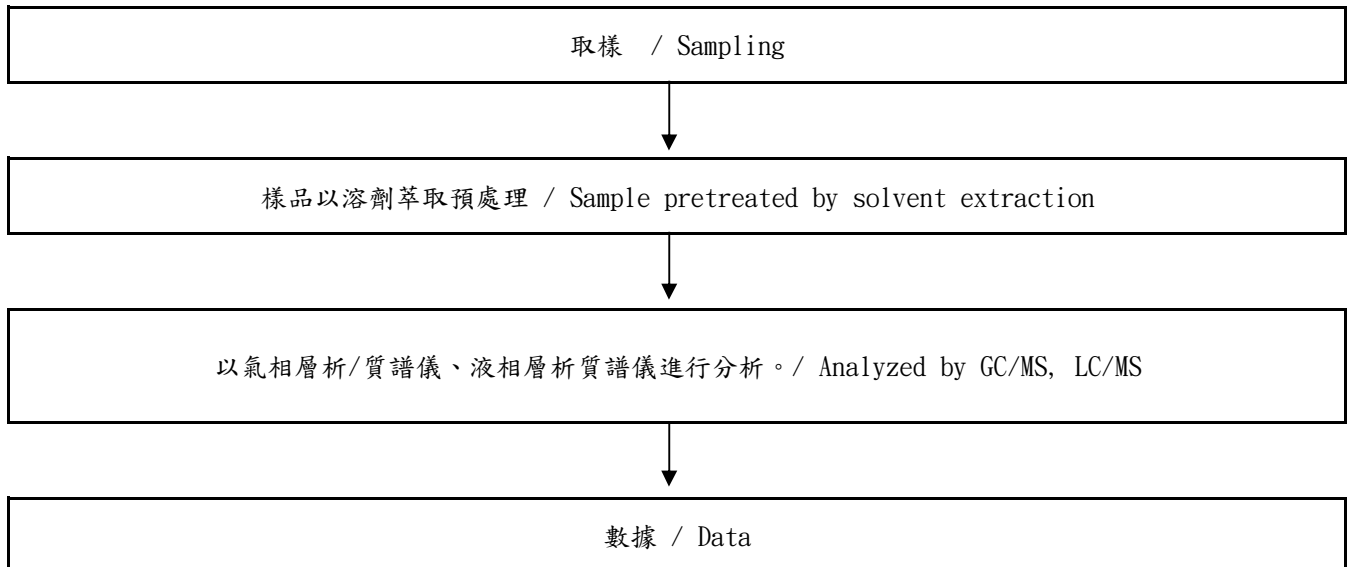 取樣 / Sampling
樣品以溶劑萃取預處理 / Sample pretreated by solvent extraction
以氣相層析/質譜儀、液相層析質譜儀進行分析。/ Analyzed by GC/MS, LC/MS
數據 / Data